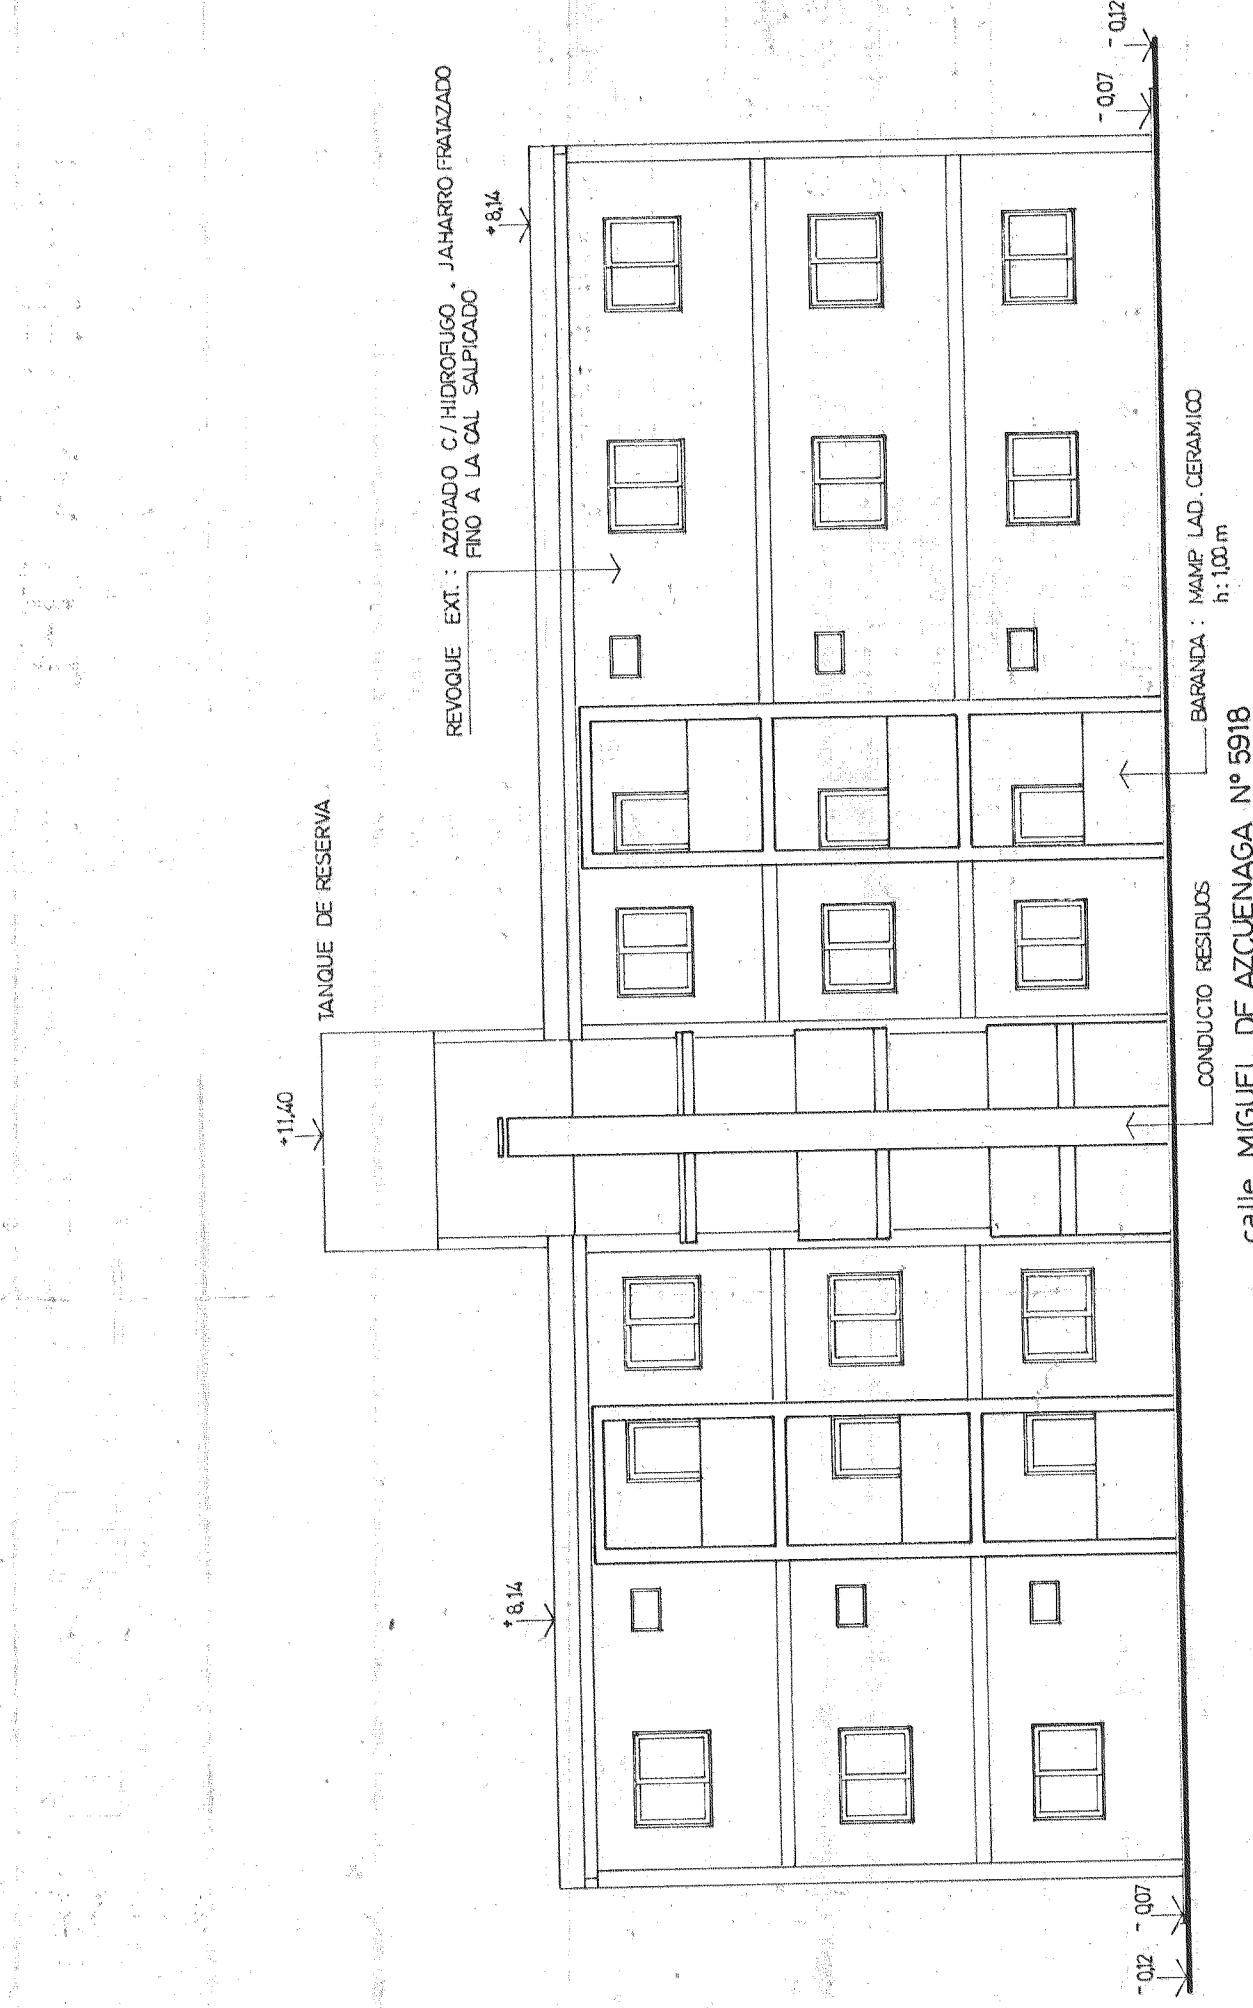 TANQUE DE RESERVA
+11,40
REVOQUE EXT. : AZOTADO C/HIDROFUGO . JAHARRO FRATAZADO
FINO A LA CAL SALPICADO
+8,14
+8,14
-0,12
-0,07
-0,07
-0,12
CONDUCTO RESIDUOS
BARANDA : MAMP. LAD. CERAMICO
h: 1,00 m
calle MIGUEL DE AZCUENAGA Nº 5918